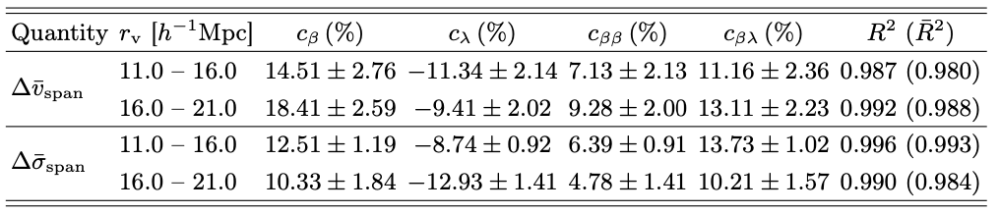 Quantity r_v [h⁻¹Mpc] c_β (%) c_λ (%) c_ββ (%) c_βλ (%) R² (R̄²)
Δv̄_span 11.0 – 16.0 14.51 ± 2.76 −11.34 ± 2.14 7.13 ± 2.13 11.16 ± 2.36 0.987 (0.980)
16.0 – 21.0 18.41 ± 2.59 −9.41 ± 2.02 9.28 ± 2.00 13.11 ± 2.23 0.992 (0.988)
Δσ̄_span 11.0 – 16.0 12.51 ± 1.19 −8.74 ± 0.92 6.39 ± 0.91 13.73 ± 1.02 0.996 (0.993)
16.0 – 21.0 10.33 ± 1.84 −12.93 ± 1.41 4.78 ± 1.41 10.21 ± 1.57 0.990 (0.984)